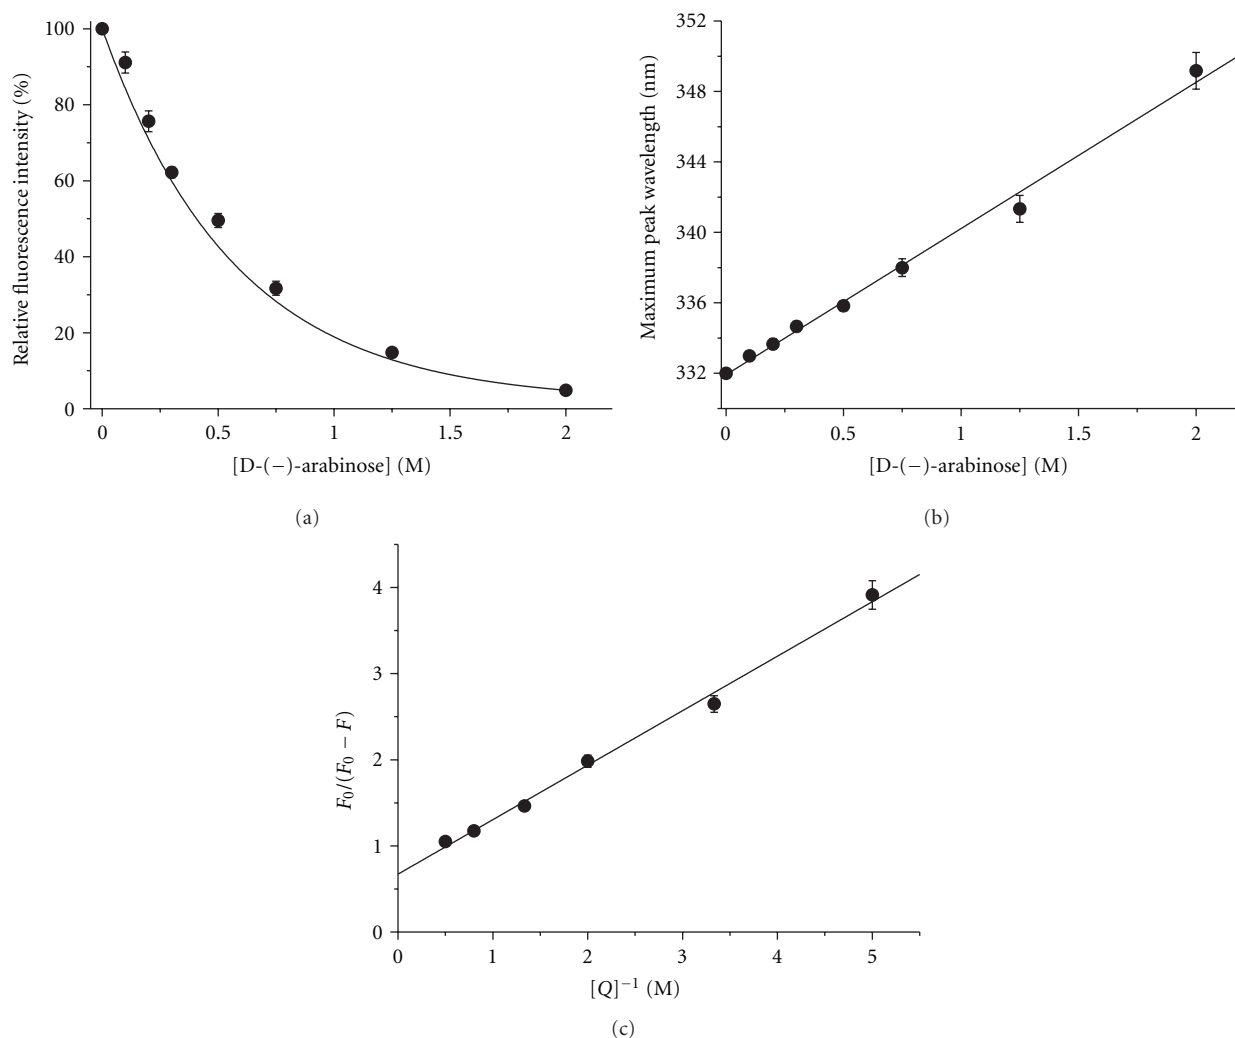 100
80
60
40
20
0
Relative fluorescence intensity (%)
0 0.5 1 1.5 2
[D-(−)-arabinose] (M)
(a)
352
348
344
340
336
332
Maximum peak wavelength (nm)
0 0.5 1 1.5 2
[D-(−)-arabinose] (M)
(b)
4
3
2
1
0
F₀/(F₀ − F)
0 1 2 3 4 5
[Q]⁻¹ (M)
(c)